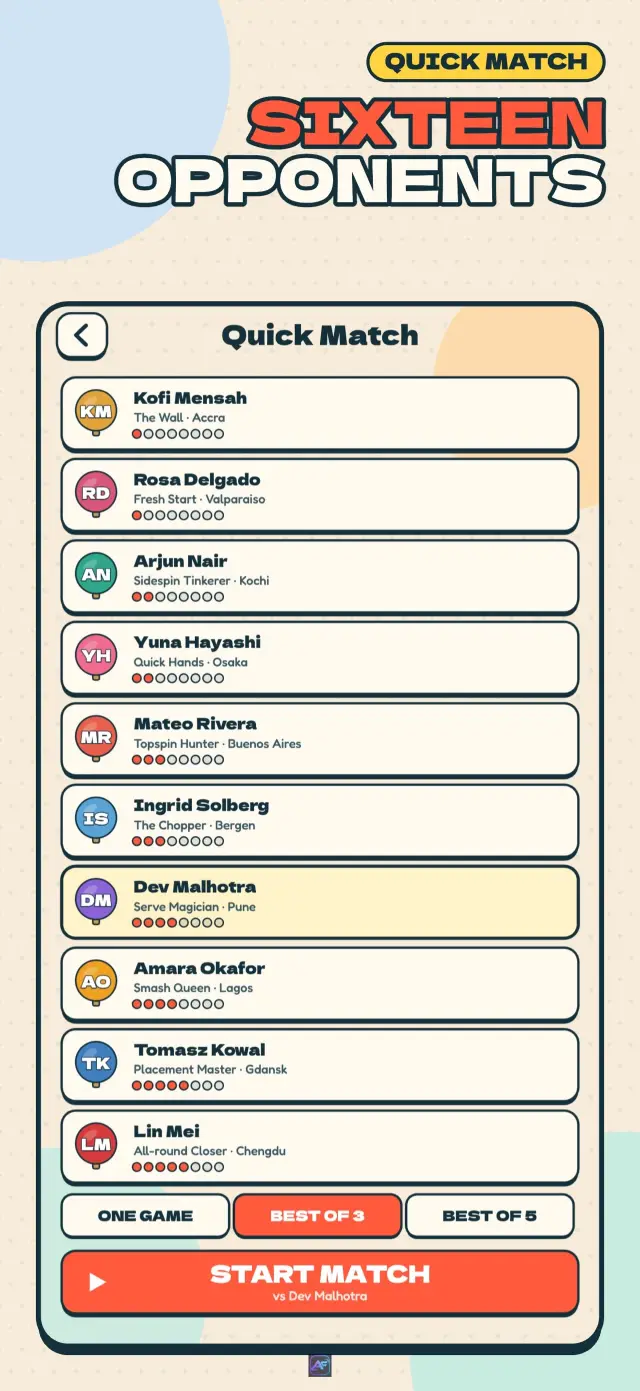 QUICK MATCH
SIXTEEN
OPPONENTS
Quick Match
KM
Kofi Mensah
The Wall · Accra
RD
Rosa Delgado
Fresh Start · Valparaiso
AN
Arjun Nair
Sidespin Tinkerer · Kochi
YH
Yuna Hayashi
Quick Hands · Osaka
MR
Mateo Rivera
Topspin Hunter · Buenos Aires
IS
Ingrid Solberg
The Chopper · Bergen
DM
Dev Malhotra
Serve Magician · Pune
AO
Amara Okafor
Smash Queen · Lagos
TK
Tomasz Kowal
Placement Master · Gdansk
LM
Lin Mei
All-round Closer · Chengdu
ONE GAME BEST OF 3 BEST OF 5
START MATCH
vs Dev Malhotra
AF